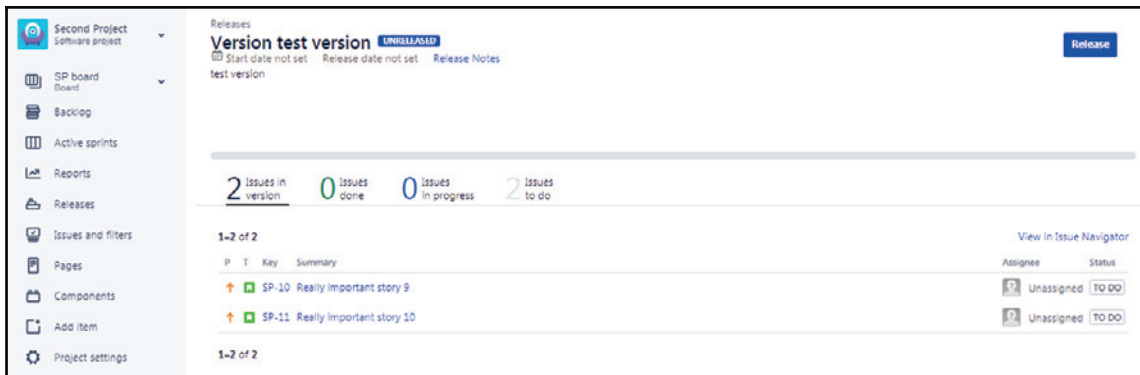 Second Project
Software project
SP board
Board
Backlog
Active sprints
Reports
Releases
Issues and filters
Pages
Components
Add item
Project settings
Releases
Version test version UNRELEASED
Start date not set Release date not set Release Notes
test version
Release
2 Issues in version
0 Issues done
0 Issues in progress
2 Issues to do
1–2 of 2
View in Issue Navigator
P T Key Summary Assignee Status
SP-10 Really important story 9 Unassigned TO DO
SP-11 Really important story 10 Unassigned TO DO
1–2 of 2